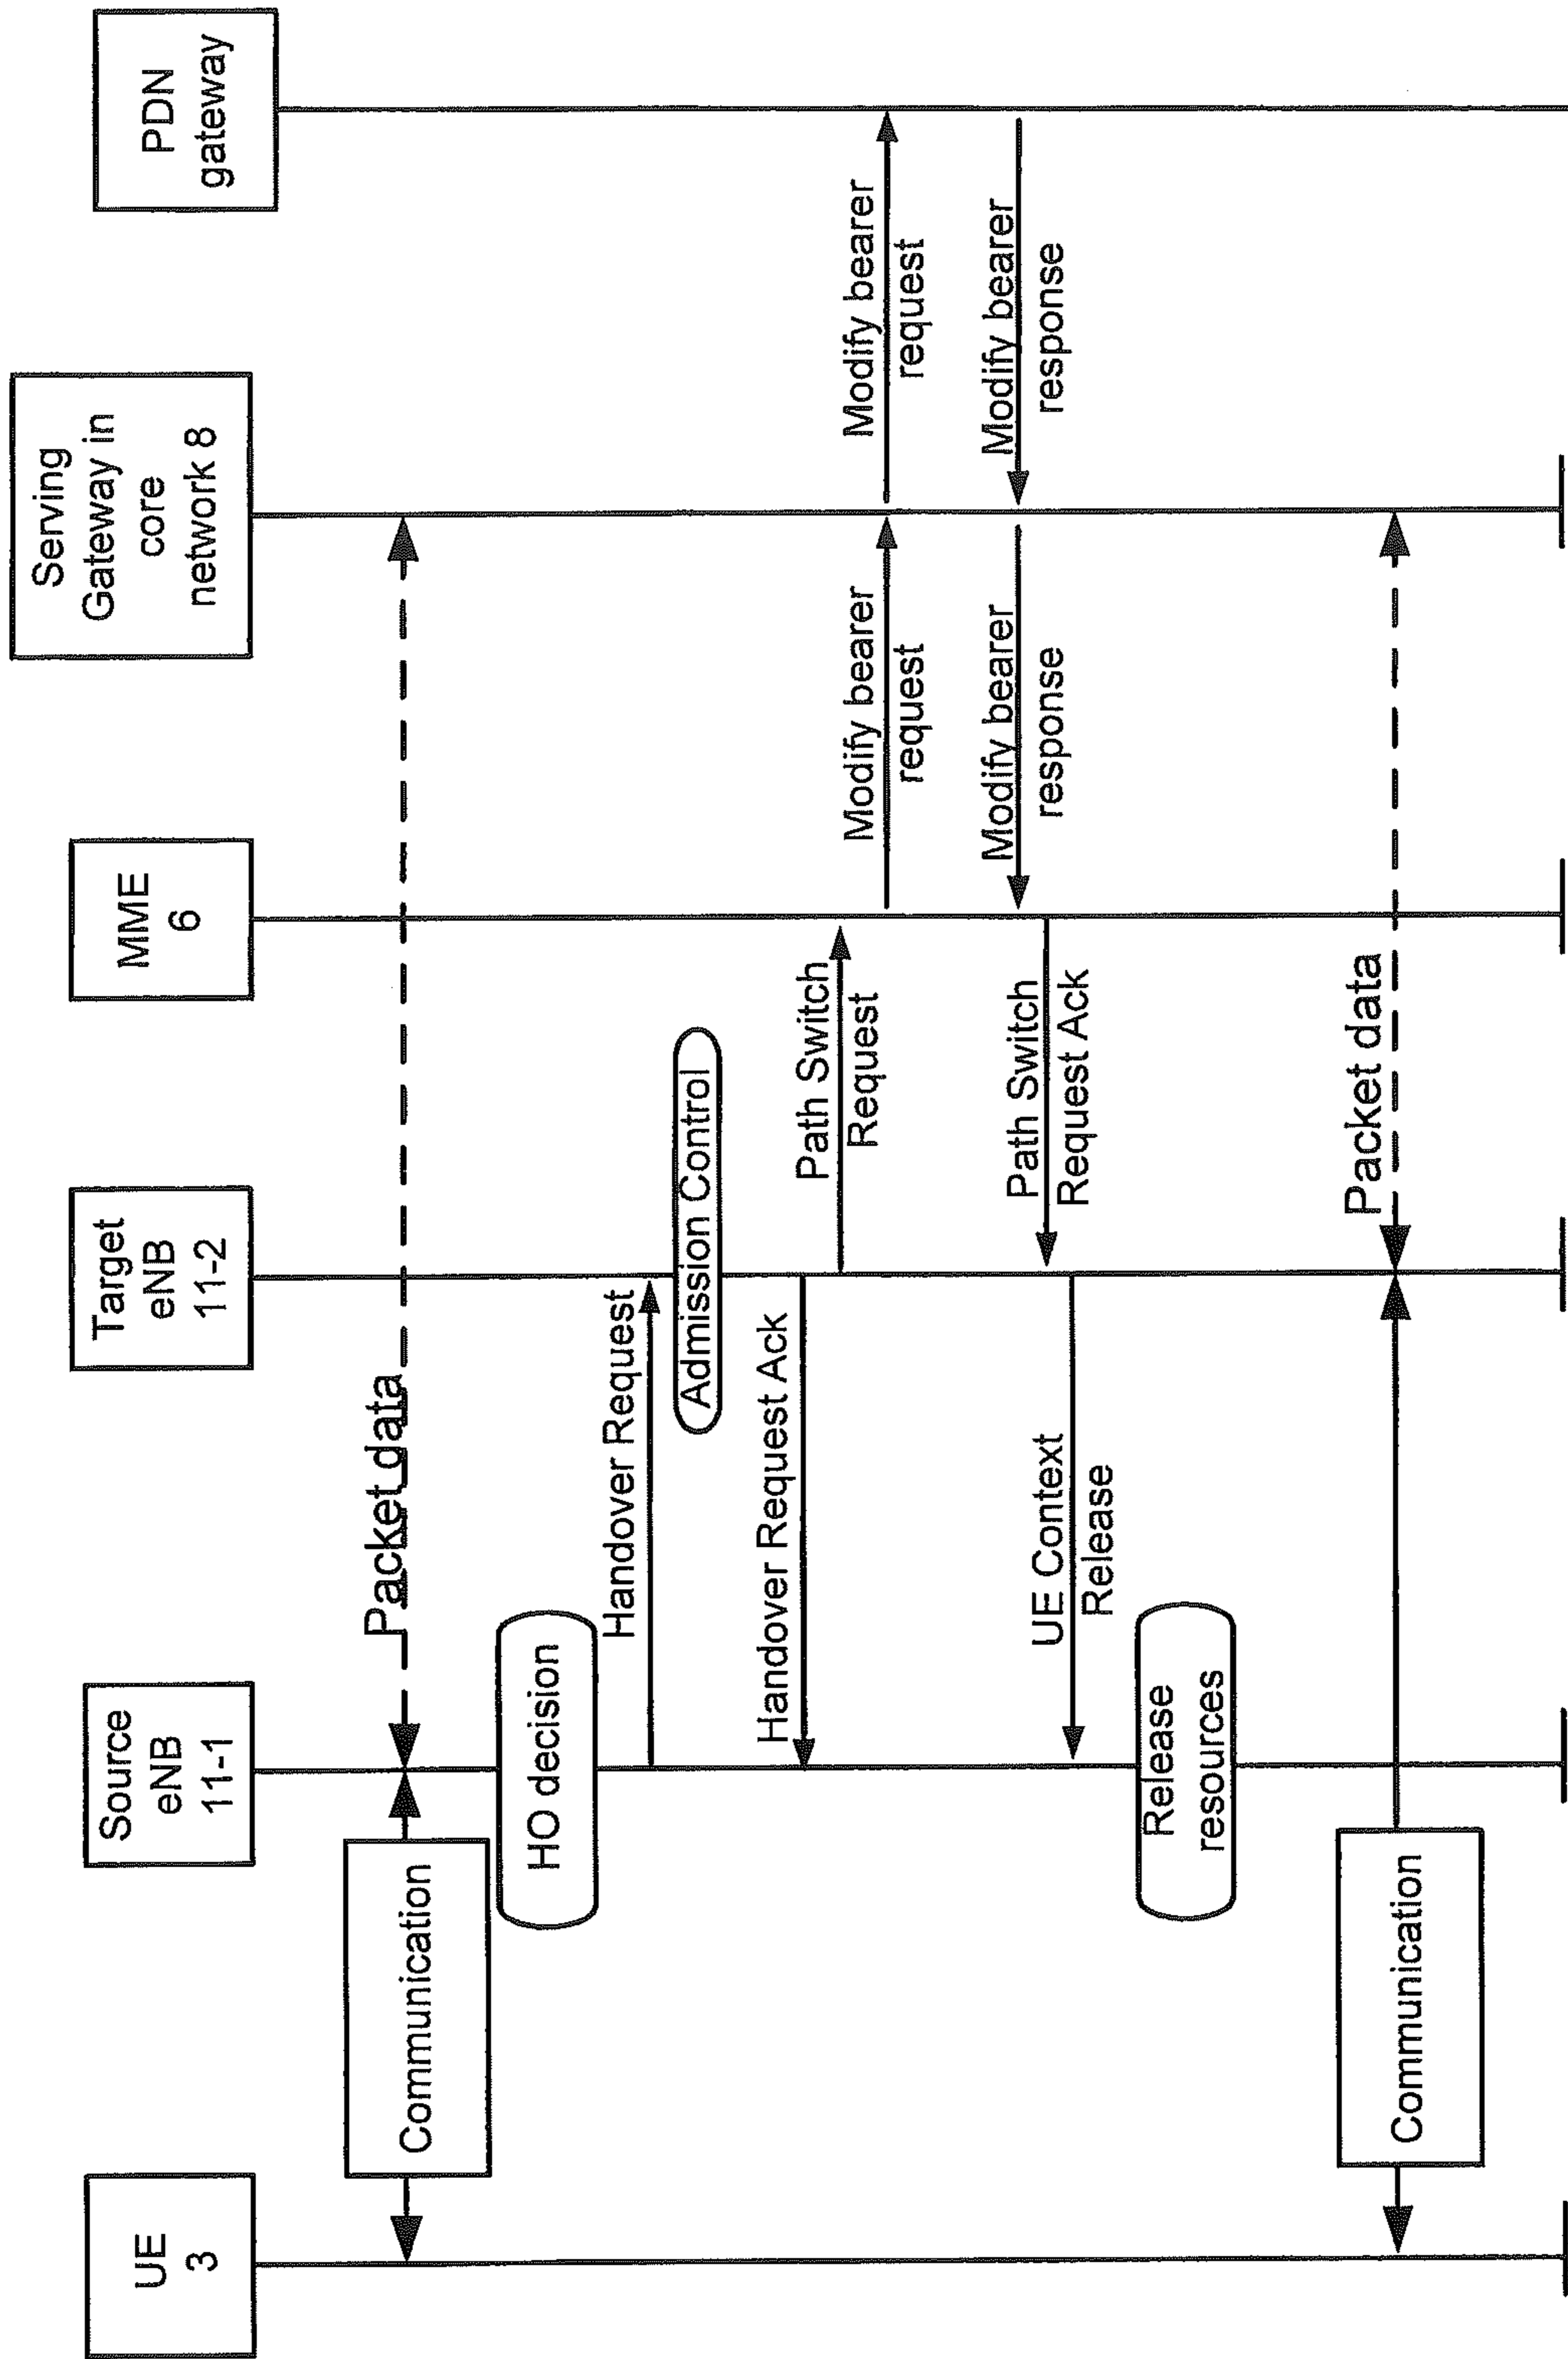 UE
3
Source
eNB
11-1
Target
eNB
11-2
MME
6
Serving
Gateway in
core
network 8
PDN
gateway
Communication
Packet data
HO decision
Handover Request
Admission Control
Handover Request Ack
Path Switch
Request
Modify bearer
request
Modify bearer
request
Modify bearer
response
Modify bearer
response
Path Switch
Request Ack
UE Context
Release
Release
resources
Communication
Packet data